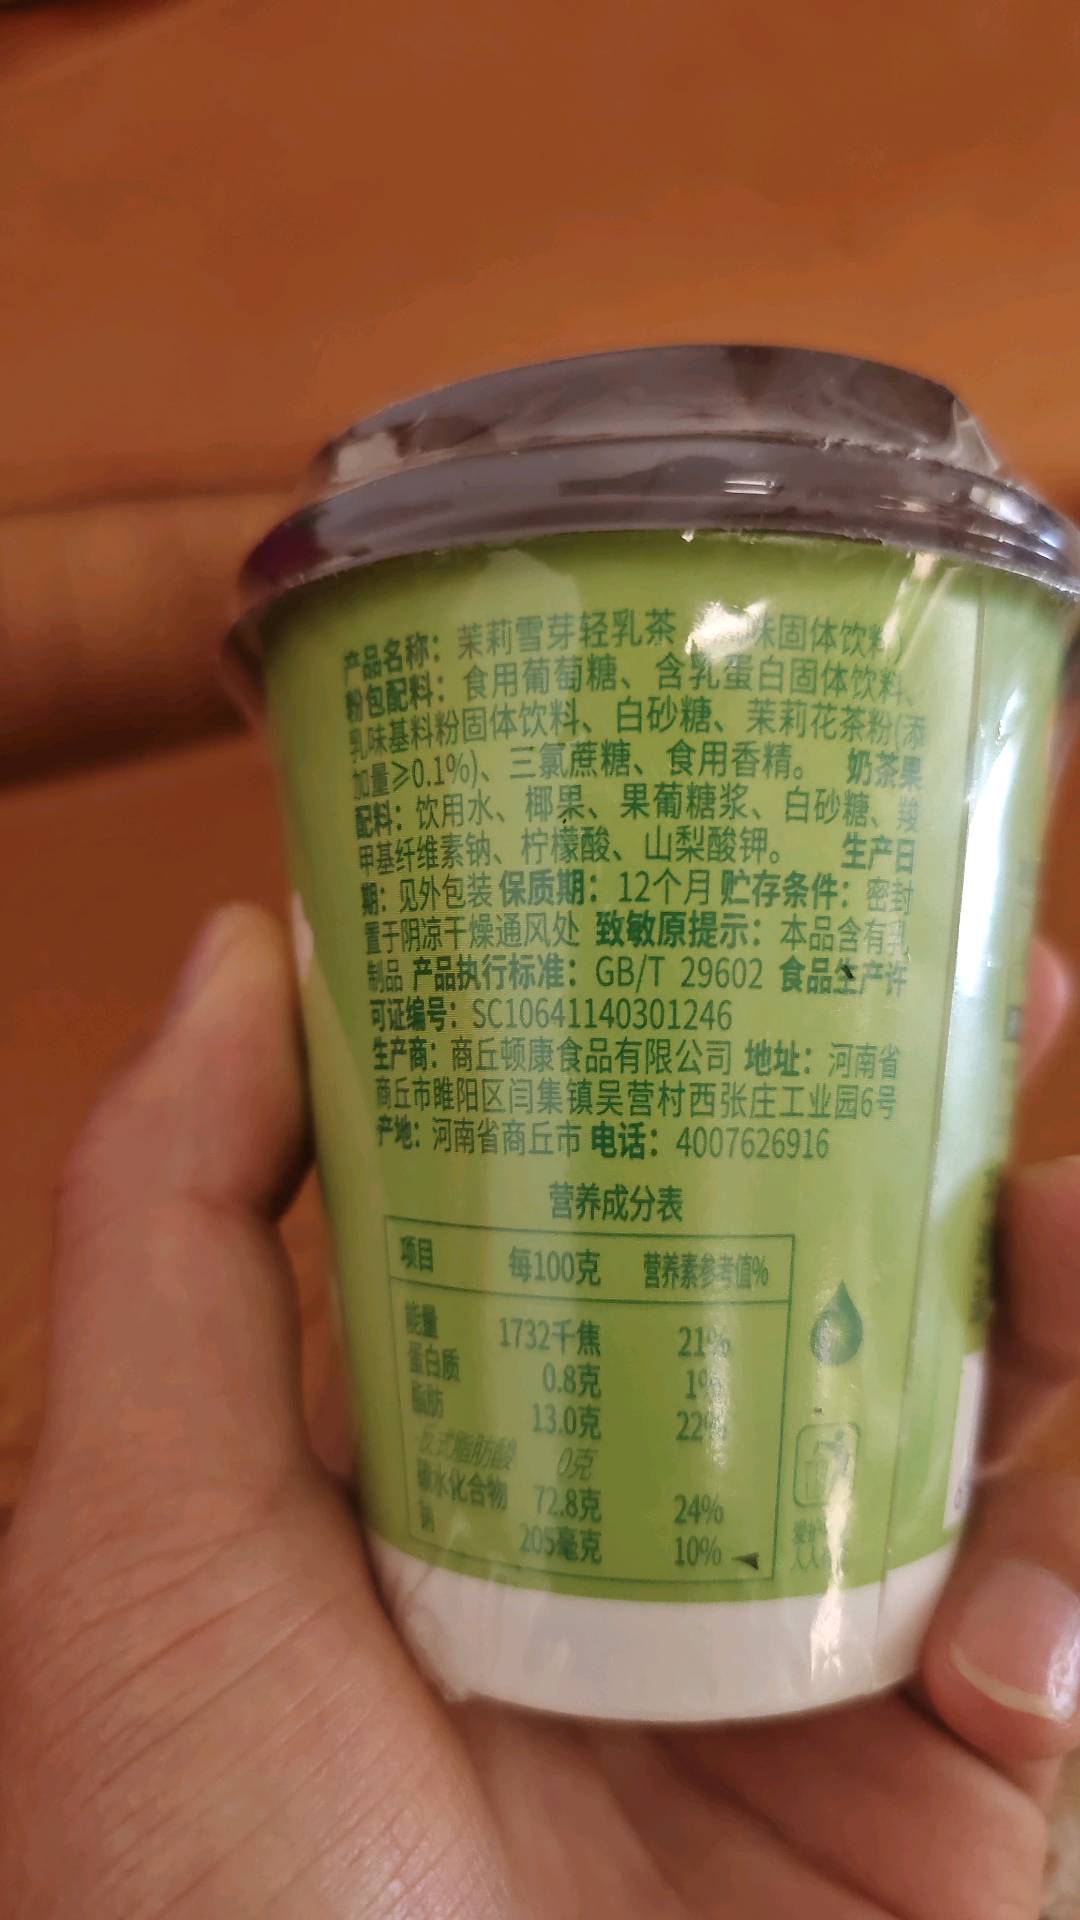 产品名称：茉莉雪芽轻乳茶 味固体饮料)
粉包配料：食用葡萄糖、含乳蛋白固体饮料、
乳味基料粉固体饮料、白砂糖、茉莉花茶粉(添
加量≥0.1%)、三氯蔗糖、食用香精。 奶茶果
配料：饮用水、椰果、果葡糖浆、白砂糖、羧
甲基纤维素钠、柠檬酸、山梨酸钾。 生产日
期：见外包装 保质期：12个月 贮存条件：密封
置于阴凉干燥通风处 致敏原提示：本品含有乳
制品 产品执行标准：GB/T 29602 食品生产许
可证编号：SC10641140301246
生产商：商丘顿康食品有限公司 地址：河南省
商丘市睢阳区闫集镇吴营村西张庄工业园6号
产地：河南省商丘市 电话：4007626916
营养成分表
项目 每100克 营养素参考值%
能量 1732千焦 21%
蛋白质 0.8克 1%
脂肪 13.0克 22%
反式脂肪酸 0克
碳水化合物 72.8克 24%
钠 205毫克 10%